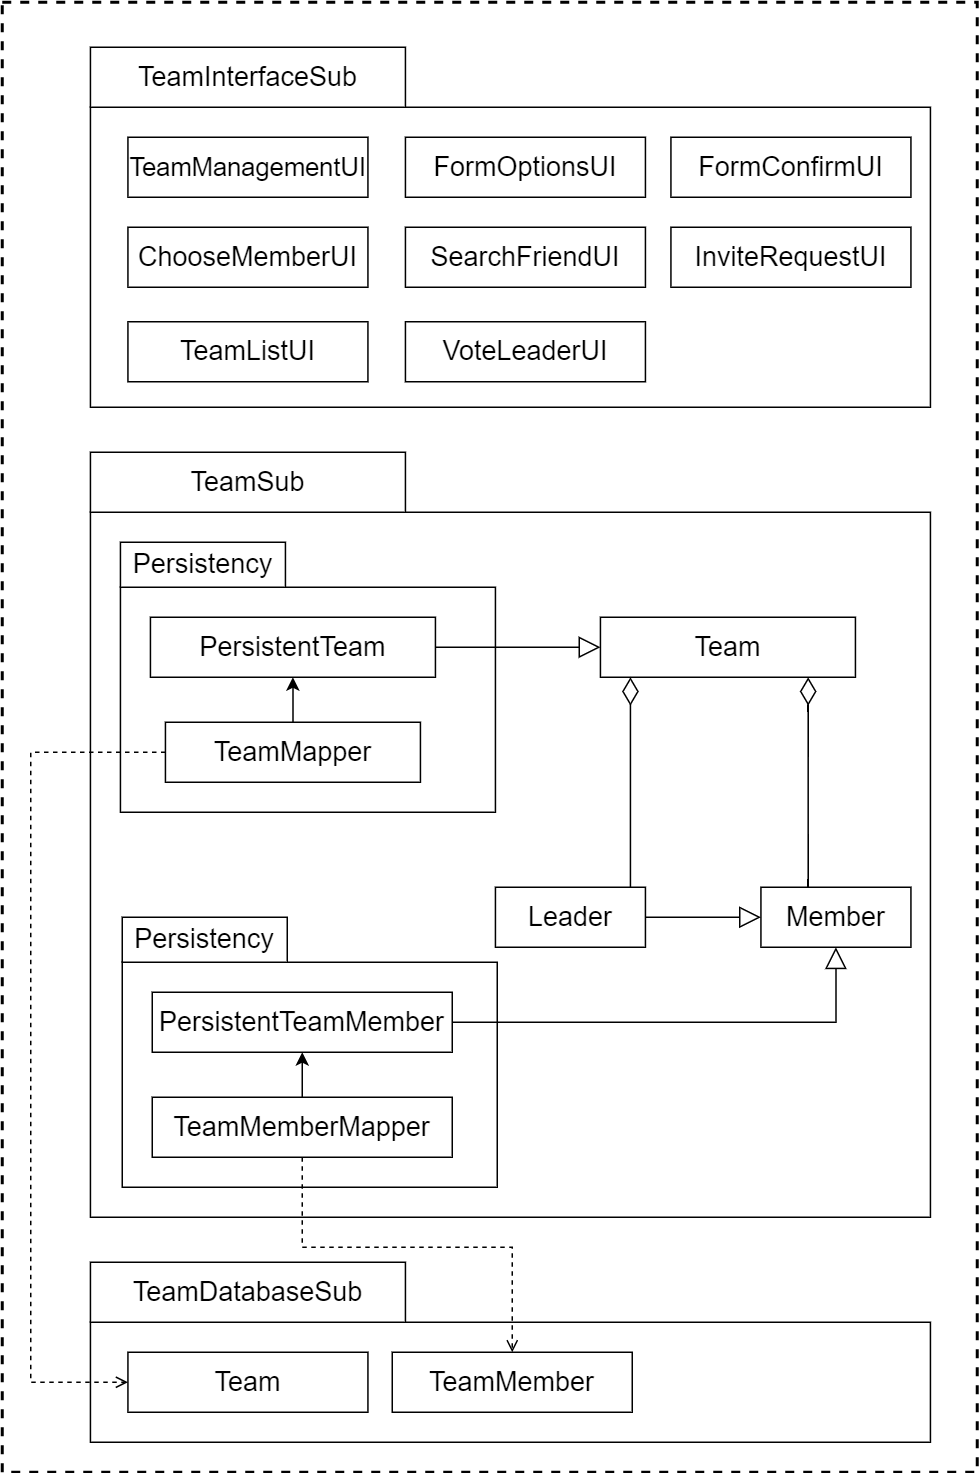 TeamInterfaceSub
TeamManagementUI
FormOptionsUI
FormConfirmUI
ChooseMemberUI
SearchFriendUI
InviteRequestUI
TeamListUI
VoteLeaderUI
TeamSub
Persistency
PersistentTeam
Team
TeamMapper
Leader
Member
Persistency
PersistentTeamMember
TeamMemberMapper
TeamDatabaseSub
Team
TeamMember